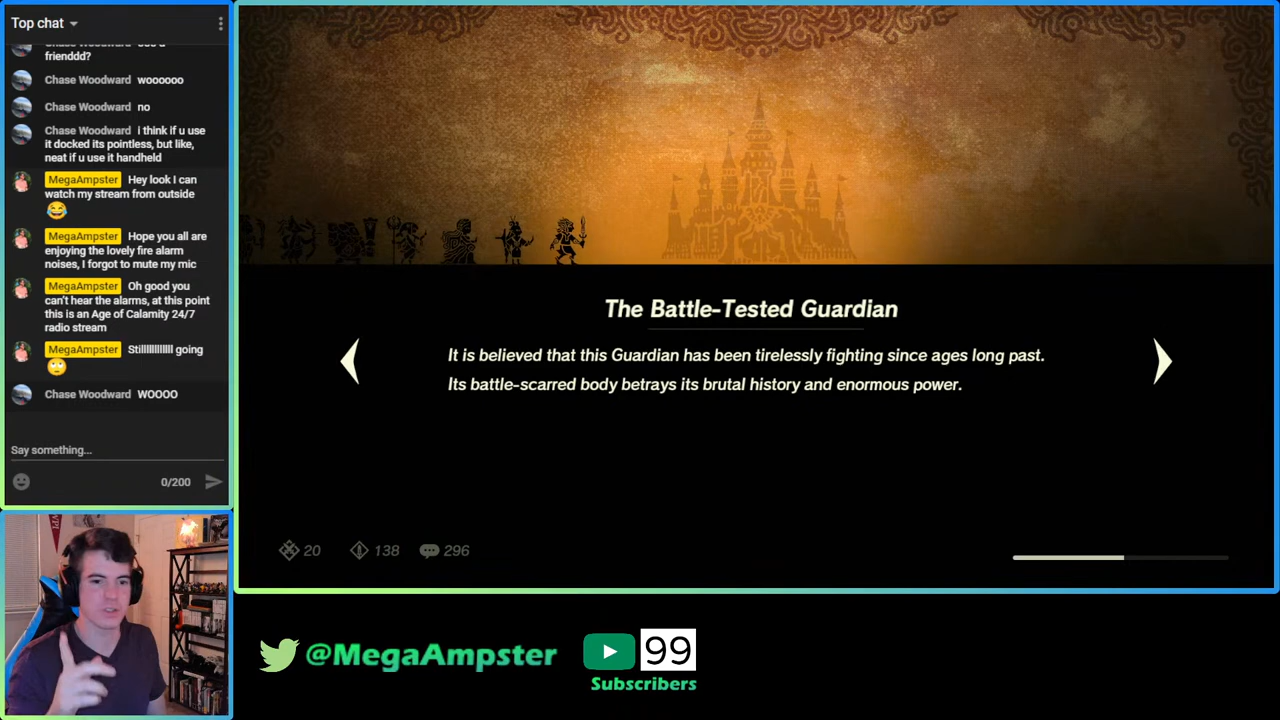 Top chat
frienddd?
Chase Woodward woooooo
Chase Woodward no
Chase Woodward i think if u use
it docked its pointless, but like,
neat if u use it handheld
MegaAmpster Hey look I can
watch my stream from outside
😂
MegaAmpster Hope you all are
enjoying the lovely fire alarm
noises, I forgot to mute my mic
MegaAmpster Oh good you
can't hear the alarms, at this point
this is an Age of Calamity 24/7
radio stream
MegaAmpster Stillllllllllll going
🙄
Chase Woodward WOOOO
Say something...
0/200
The Battle-Tested Guardian
It is believed that this Guardian has been tirelessly fighting since ages long past.
Its battle-scarred body betrays its brutal history and enormous power.
20 138 296
@MegaAmpster
99
Subscribers